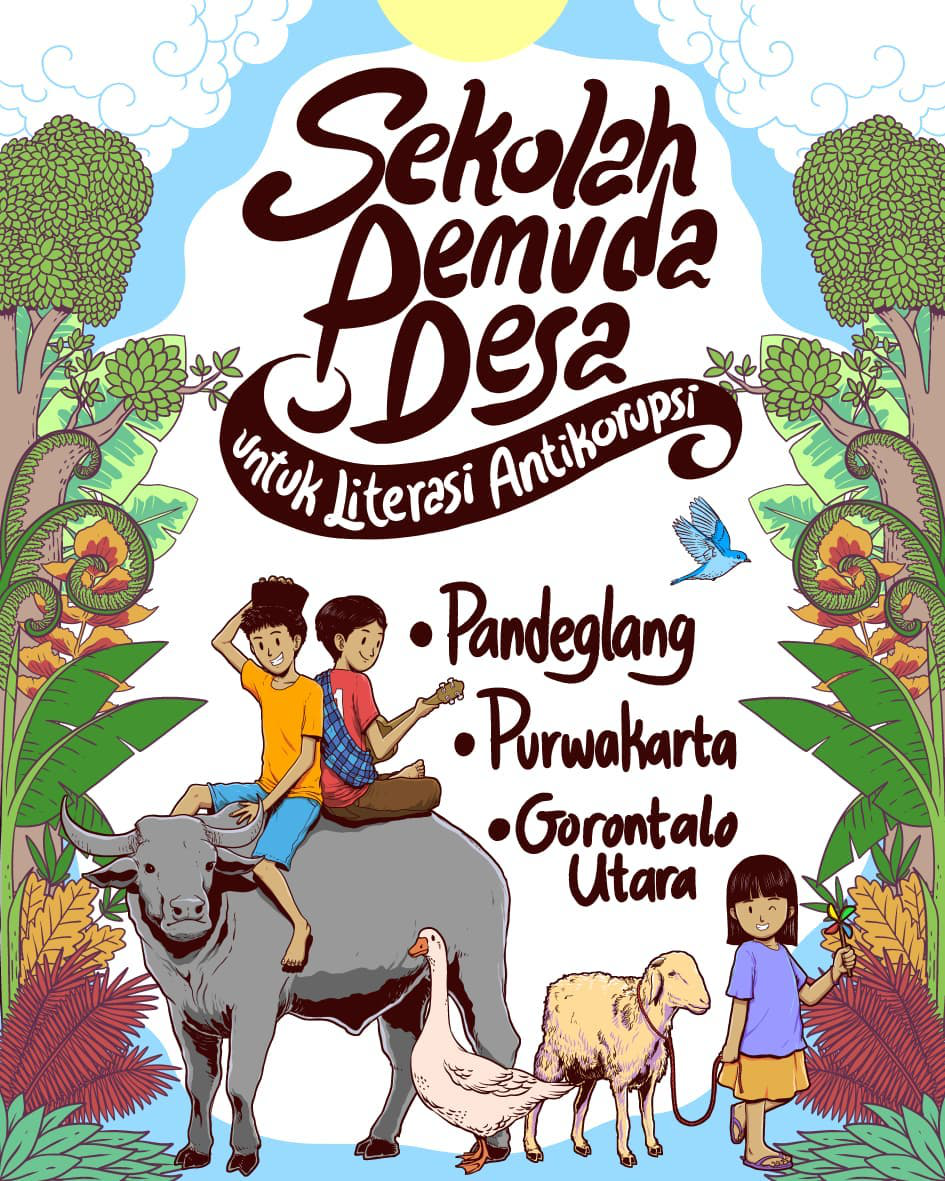 Sekolah
Pemuda
Desa
untuk Literasi Antikorupsi
• Pandeglang
• Purwakarta
• Gorontalo
Utara